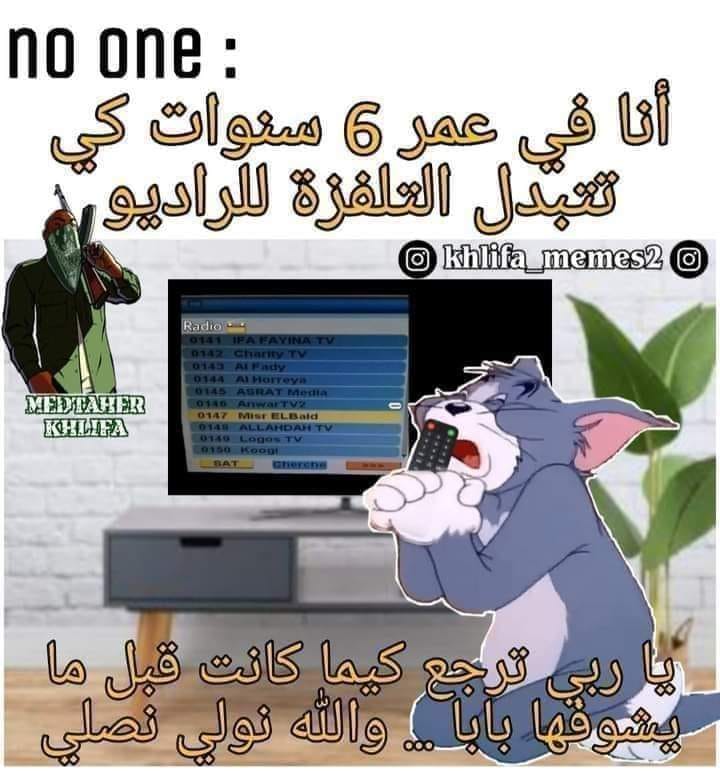 no one :
أنا في عمر 6 سنوات كي
تتبدل التلفزة للراديو
khlifa_memes2
MEDTAHER
KHLIFA
Radio
0141 IFA FAYINA TV
0142 Charity TV
0143 Al Fady
0144 Al Horreya
0145 ASRAT Media
0146 AnwarTV2
0147 Misr ELBald
0148 ALLAHDAH TV
0149 Logos TV
0150 Koogi
SAT Cherche >>>
يا ربي ترجع كيما كانت قبل ما
يشوفها بابا ... والله نولي نصلي